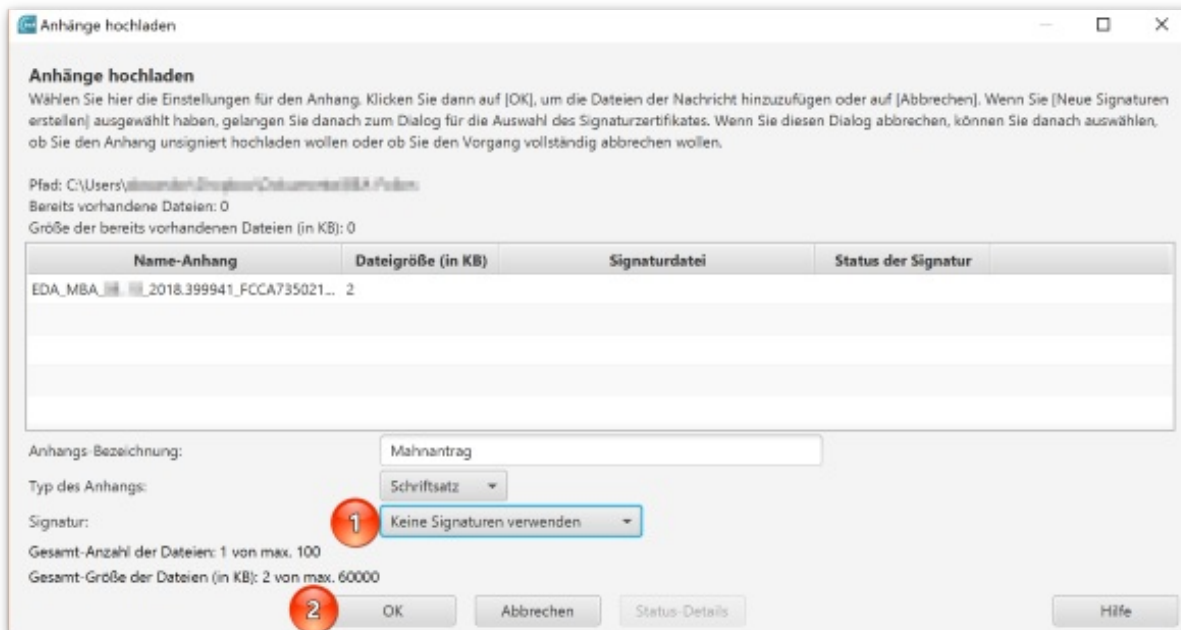 Anhänge hochladen
Anhänge hochladen
Wählen Sie hier die Einstellungen für den Anhang. Klicken Sie dann auf [OK], um die Dateien der Nachricht hinzuzufügen oder auf [Abbrechen]. Wenn Sie [Neue Signaturen
erstellen] ausgewählt haben, gelangen Sie danach zum Dialog für die Auswahl des Signaturzertifikates. Wenn Sie diesen Dialog abbrechen, können Sie danach auswählen,
ob Sie den Anhang unsigniert hochladen wollen oder ob Sie den Vorgang vollständig abbrechen wollen.
Pfad: C:\Users\
Bereits vorhandene Dateien: 0
Größe der bereits vorhandenen Dateien (in KB): 0
Name-Anhang Dateigröße (in KB) Signaturdatei Status der Signatur
EDA_MBA_ _2018.399941_FCCA735021... 2
Anhangs-Bezeichnung: Mahnantrag
Typ des Anhangs: Schriftsatz
Signatur: 1 Keine Signaturen verwenden
Gesamt-Anzahl der Dateien: 1 von max. 100
Gesamt-Größe der Dateien (in KB): 2 von max. 60000
2 OK Abbrechen Status-Details Hilfe